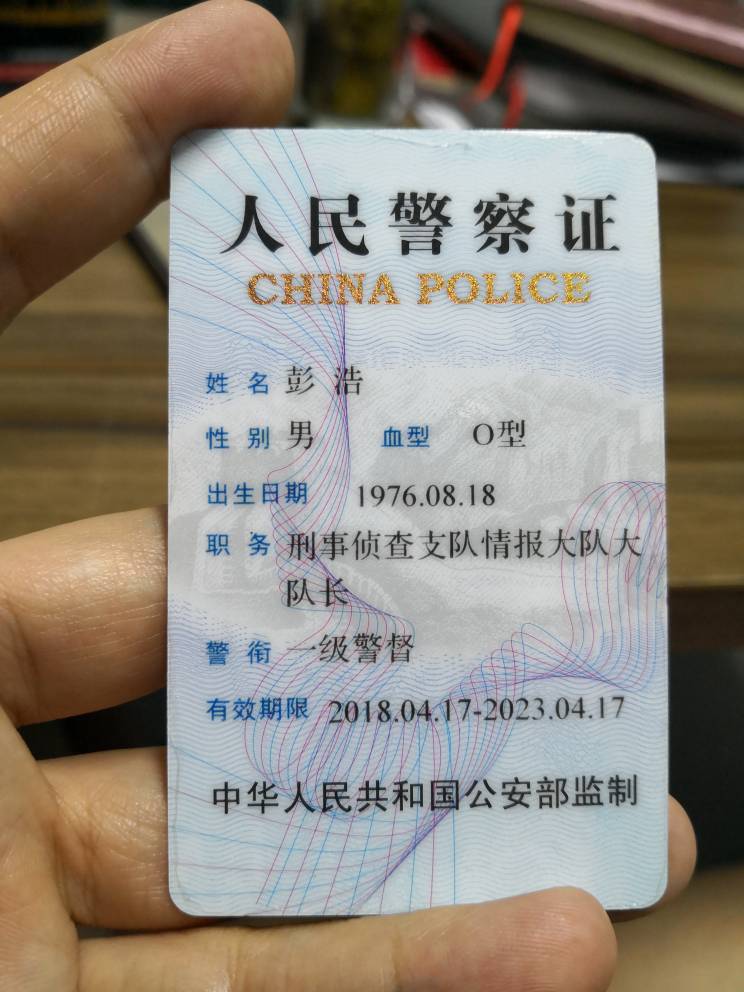 人民警察证
CHINA POLICE
姓名 彭浩
性别 男 血型 O型
出生日期 1976.08.18
职务 刑事侦查支队情报大队大
队长
警衔 一级警督
有效期限 2018.04.17-2023.04.17
中华人民共和国公安部监制